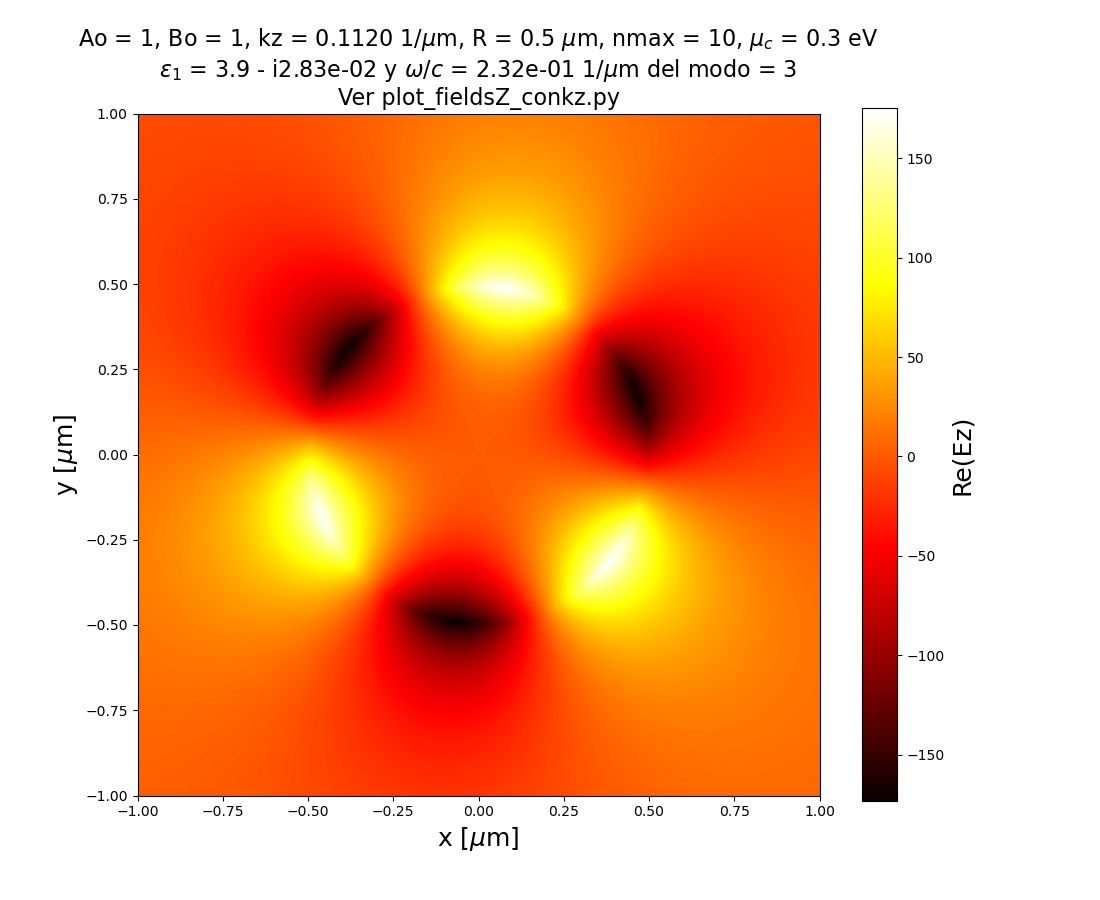 Ao = 1, Bo = 1, kz = 0.1120 1/μm, R = 0.5 μm, nmax = 10, μc = 0.3 eV
ε1 = 3.9 - i2.83e-02 y ω/c = 2.32e-01 1/μm del modo = 3
Ver plot_fieldsZ_conkz.py
1.00
0.75
0.50
0.25
0.00
−0.25
−0.50
−0.75
−1.00
y [μm]
−1.00 −0.75 −0.50 −0.25 0.00 0.25 0.50 0.75 1.00
x [μm]
150
100
50
0
−50
−100
−150
Re(Ez)